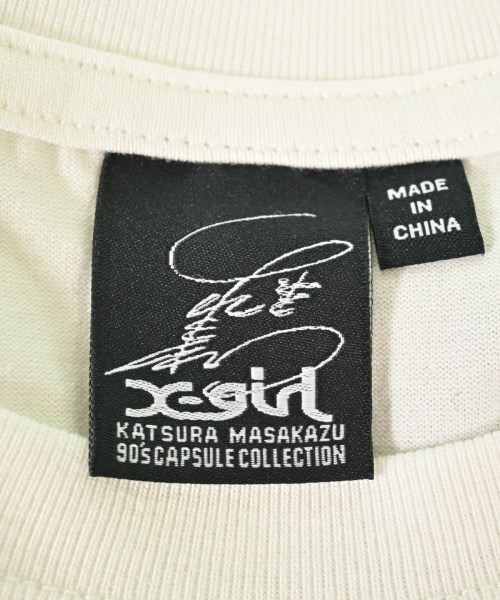 x-girl
KATSURA MASAKAZU
90'S CAPSULE COLLECTION
MADE
IN
CHINA